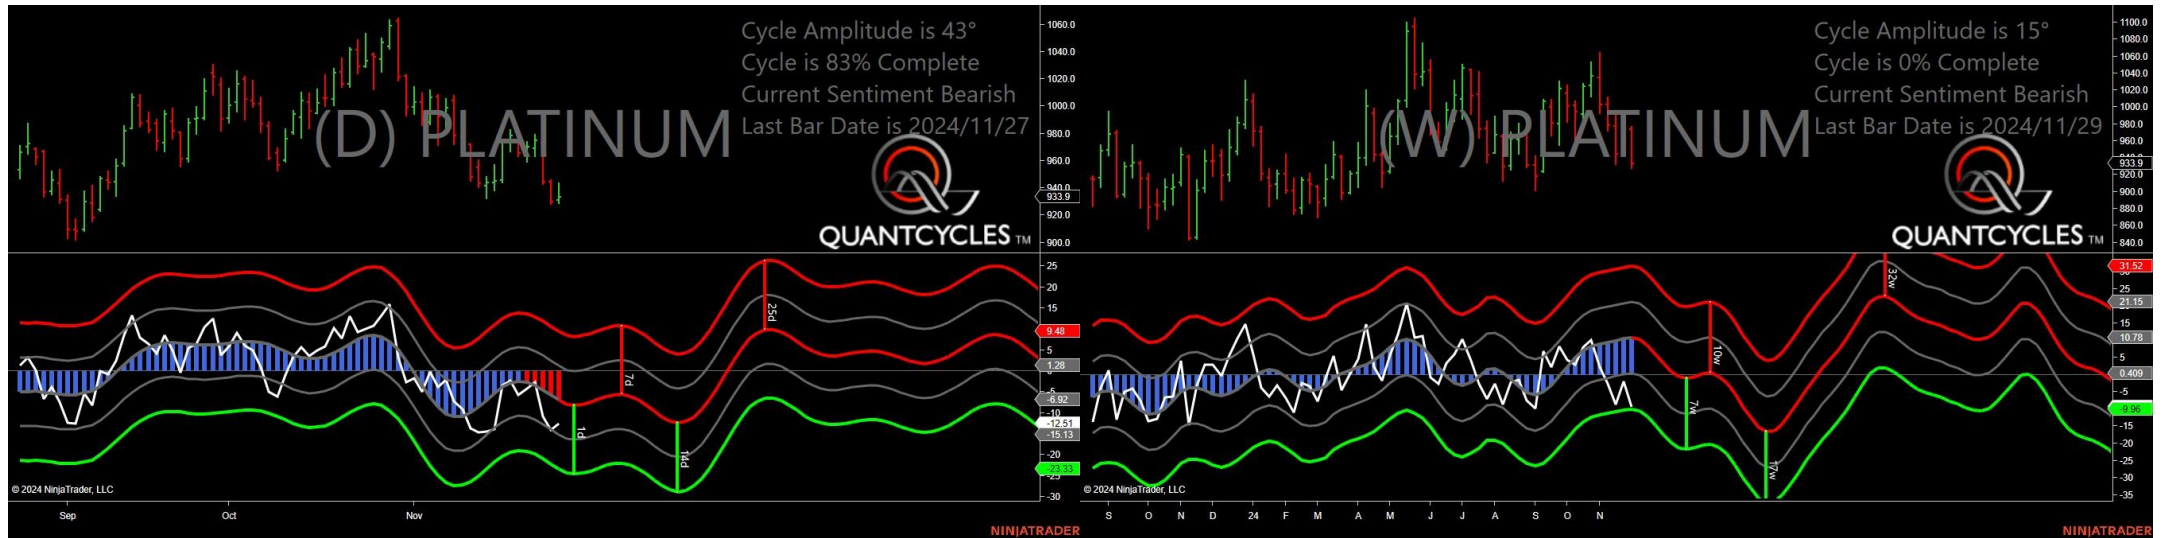 Cycle Amplitude is 43°
Cycle is 83% Complete
Current Sentiment Bearish
Last Bar Date is 2024/11/27
(D) PLATINUM
QUANTCYCLES TM
1060.0
1040.0
1020.0
1000.0
980.0
960.0
940.0
933.9
920.0
900.0
25
20
15
9.48
5
1.28
-5
-6.92
-10
-12.51
-15.13
-23.33
-30
7d
25d
1d
14d
© 2024 NinjaTrader, LLC
Sep Oct Nov
NINJATRADER
Cycle Amplitude is 15°
Cycle is 0% Complete
Current Sentiment Bearish
Last Bar Date is 2024/11/29
(W) PLATINUM
QUANTCYCLES TM
1100.0
1080.0
1060.0
1040.0
1020.0
1000.0
980.0
960.0
940.0
933.9
920.0
900.0
880.0
860.0
840.0
31.52
25
21.15
15
10.78
5
0.409
-5
-9.96
-15
-20
-25
-30
-35
32w
10w
7w
17w
© 2024 NinjaTrader, LLC
S O N D 24 F M A M J J A S O N
NINJATRADER